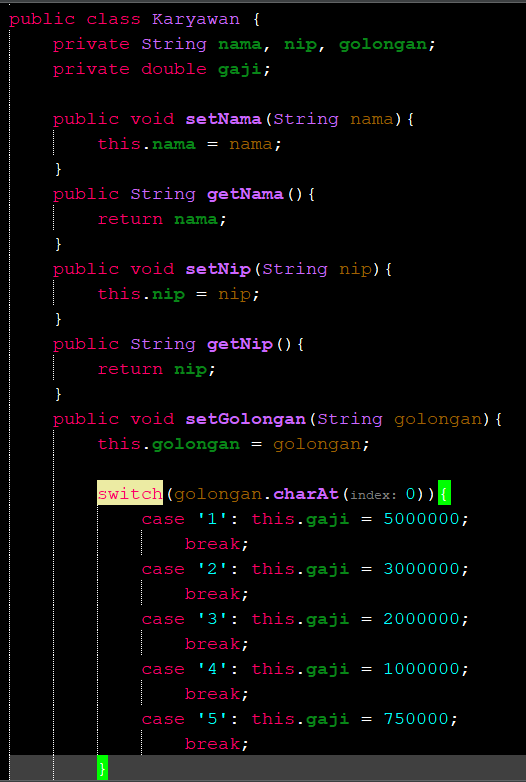 public class Karyawan {
    private String nama, nip, golongan;
    private double gaji;

    public void setNama(String nama){
        this.nama = nama;
    }
    public String getNama(){
        return nama;
    }
    public void setNip(String nip){
        this.nip = nip;
    }
    public String getNip(){
        return nip;
    }
    public void setGolongan(String golongan){
        this.golongan = golongan;

        switch(golongan.charAt(index: 0)){
            case '1': this.gaji = 5000000;
                break;
            case '2': this.gaji = 3000000;
                break;
            case '3': this.gaji = 2000000;
                break;
            case '4': this.gaji = 1000000;
                break;
            case '5': this.gaji = 750000;
                break;
        }